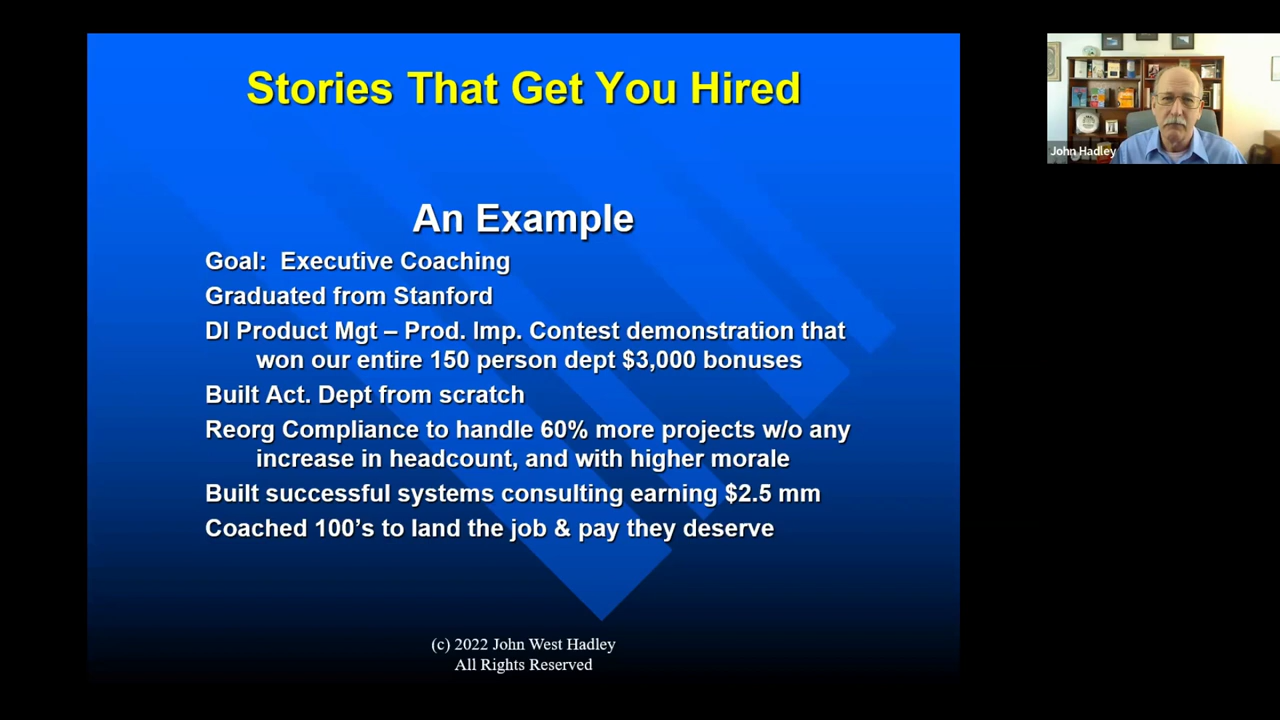 Stories That Get You Hired
An Example
Goal:  Executive Coaching
Graduated from Stanford
DI Product Mgt – Prod. Imp. Contest demonstration that
won our entire 150 person dept $3,000 bonuses
Built Act. Dept from scratch
Reorg Compliance to handle 60% more projects w/o any
increase in headcount, and with higher morale
Built successful systems consulting earning $2.5 mm
Coached 100’s to land the job & pay they deserve
(c) 2022 John West Hadley
All Rights Reserved
John Hadley